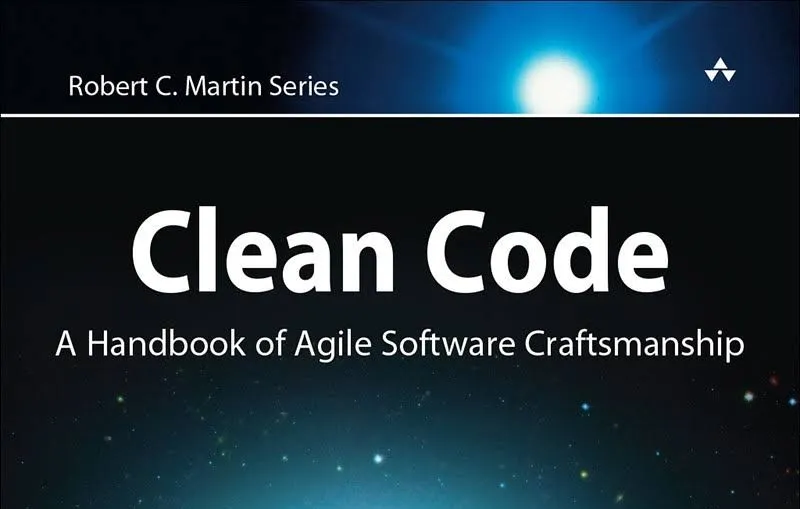 Robert C. Martin Series
Clean Code
A Handbook of Agile Software Craftsmanship